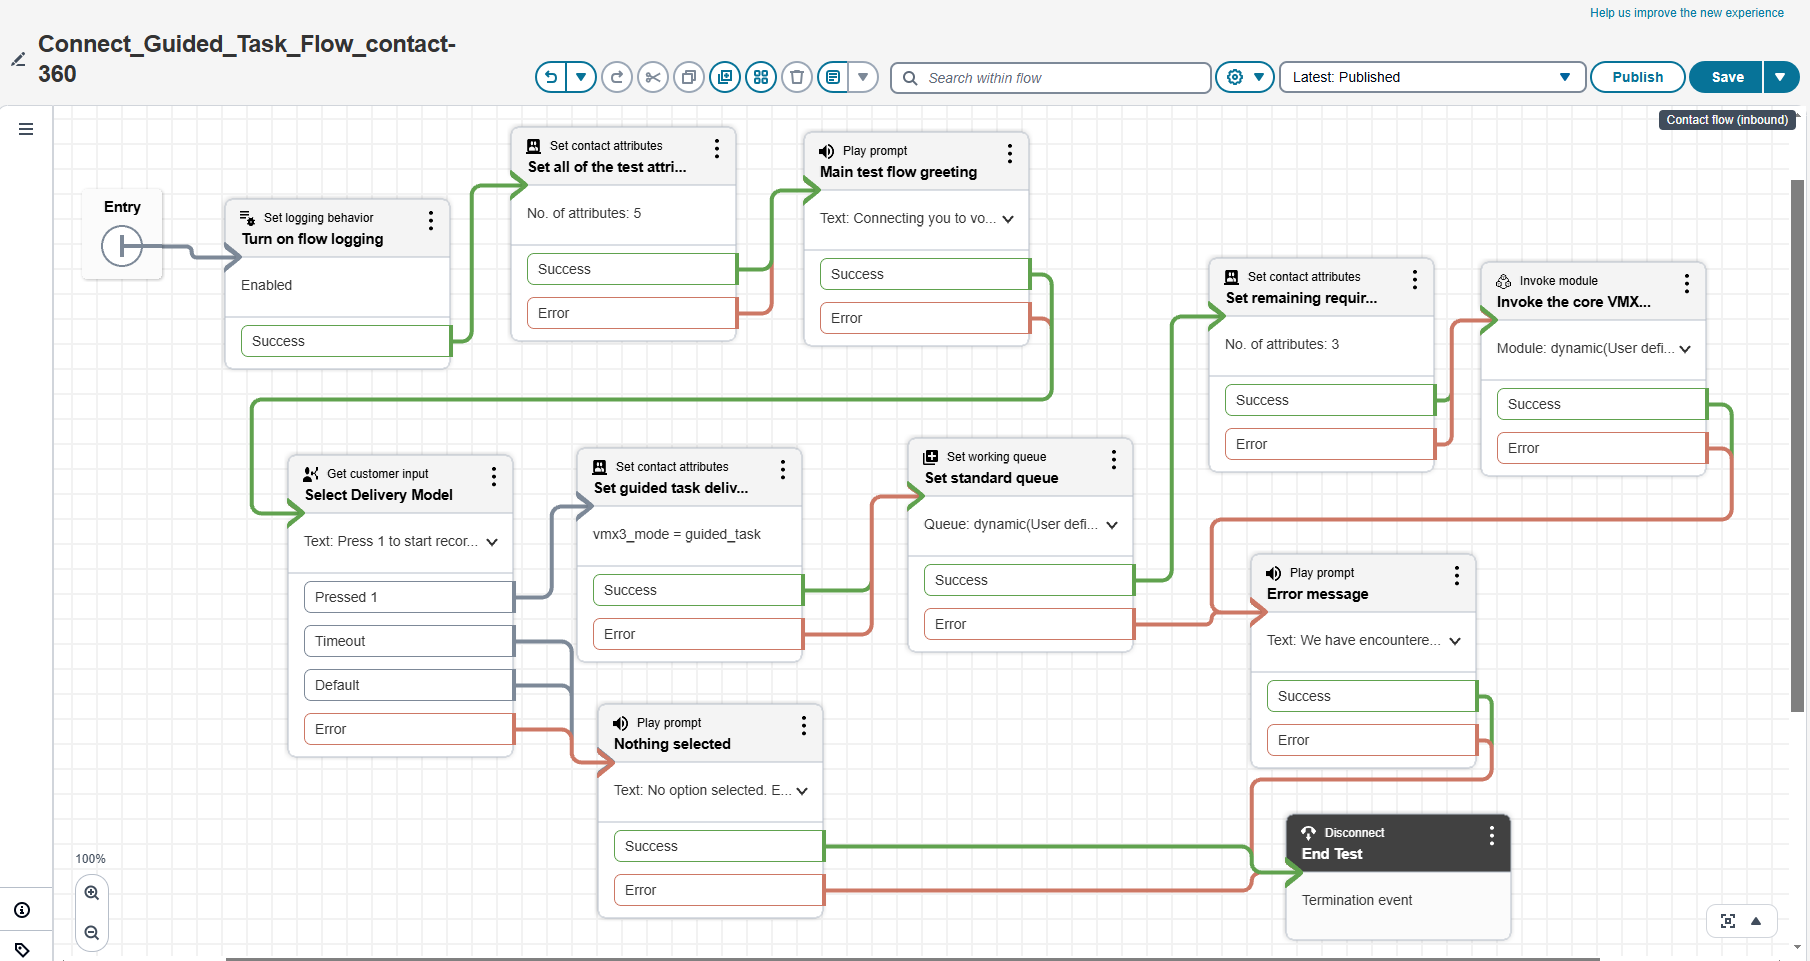 Help us improve the new experience
Connect_Guided_Task_Flow_contact-
360
Search within flow
Latest: Published
Publish
Save
Contact flow (inbound)
Entry
Set logging behavior
Turn on flow logging
Enabled
Success
Set contact attributes
Set all of the test attri...
No. of attributes: 5
Success
Error
Play prompt
Main test flow greeting
Text: Connecting you to vo...
Success
Error
Set contact attributes
Set remaining requir...
No. of attributes: 3
Success
Error
Invoke module
Invoke the core VMX...
Module: dynamic(User defi...
Success
Error
Get customer input
Select Delivery Model
Text: Press 1 to start recor...
Pressed 1
Timeout
Default
Error
Set contact attributes
Set guided task deliv...
vmx3_mode = guided_task
Success
Error
Set working queue
Set standard queue
Queue: dynamic(User defi...
Success
Error
Play prompt
Error message
Text: We have encountere...
Success
Error
Play prompt
Nothing selected
Text: No option selected. E...
Success
Error
Disconnect
End Test
Termination event
100%